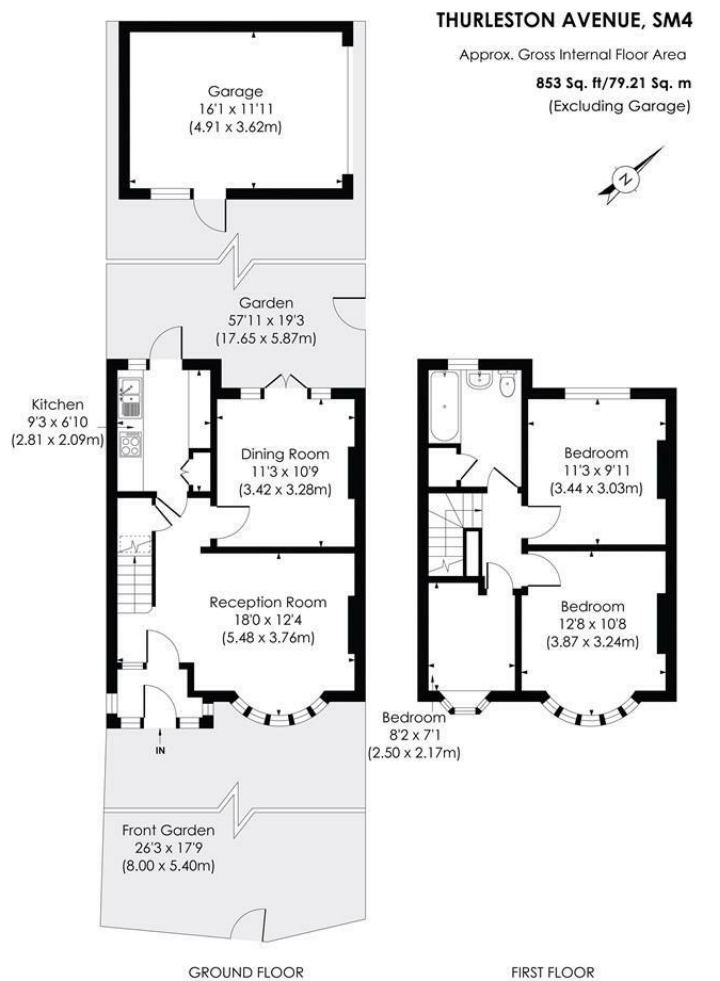 THURLESTON AVENUE, SM4
Approx. Gross Internal Floor Area
853 Sq. ft/79.21 Sq. m
(Excluding Garage)
N
Garage
16'1 x 11'11
(4.91 x 3.62m)
Garden
57'11 x 19'3
(17.65 x 5.87m)
Kitchen
9'3 x 6'10
(2.81 x 2.09m)
Dining Room
11'3 x 10'9
(3.42 x 3.28m)
Reception Room
18'0 x 12'4
(5.48 x 3.76m)
IN
Front Garden
26'3 x 17'9
(8.00 x 5.40m)
GROUND FLOOR
Bedroom
11'3 x 9'11
(3.44 x 3.03m)
Bedroom
12'8 x 10'8
(3.87 x 3.24m)
Bedroom
8'2 x 7'1
(2.50 x 2.17m)
FIRST FLOOR